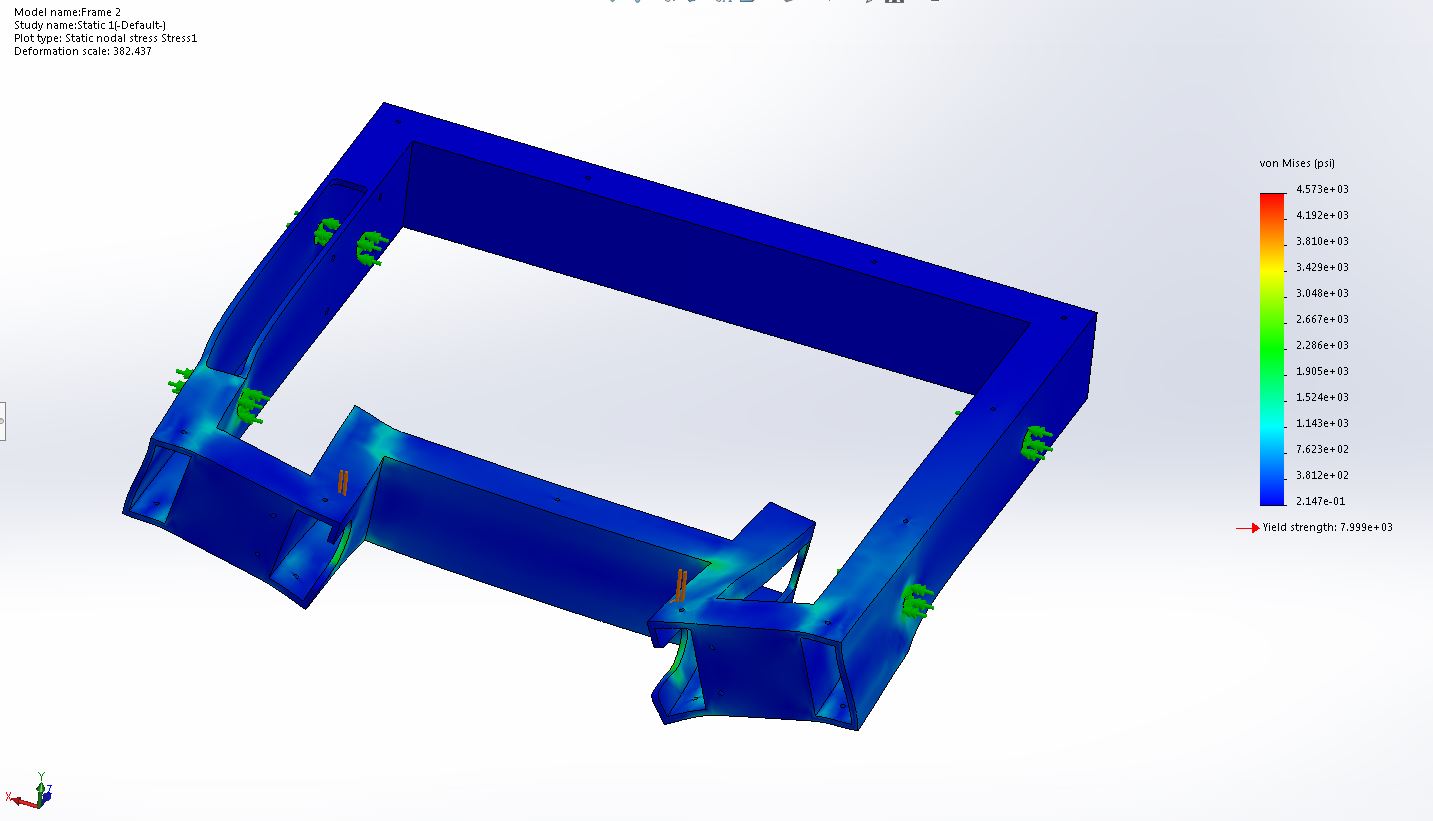 Model name:Frame 2
Study name:Static 1(-Default-)
Plot type: Static nodal stress Stress1
Deformation scale: 382.437
von Mises (psi)
4.573e+03
4.192e+03
3.810e+03
3.429e+03
3.048e+03
2.667e+03
2.286e+03
1.905e+03
1.524e+03
1.143e+03
7.623e+02
3.812e+02
2.147e-01
Yield strength: 7.999e+03
Y
X
Z